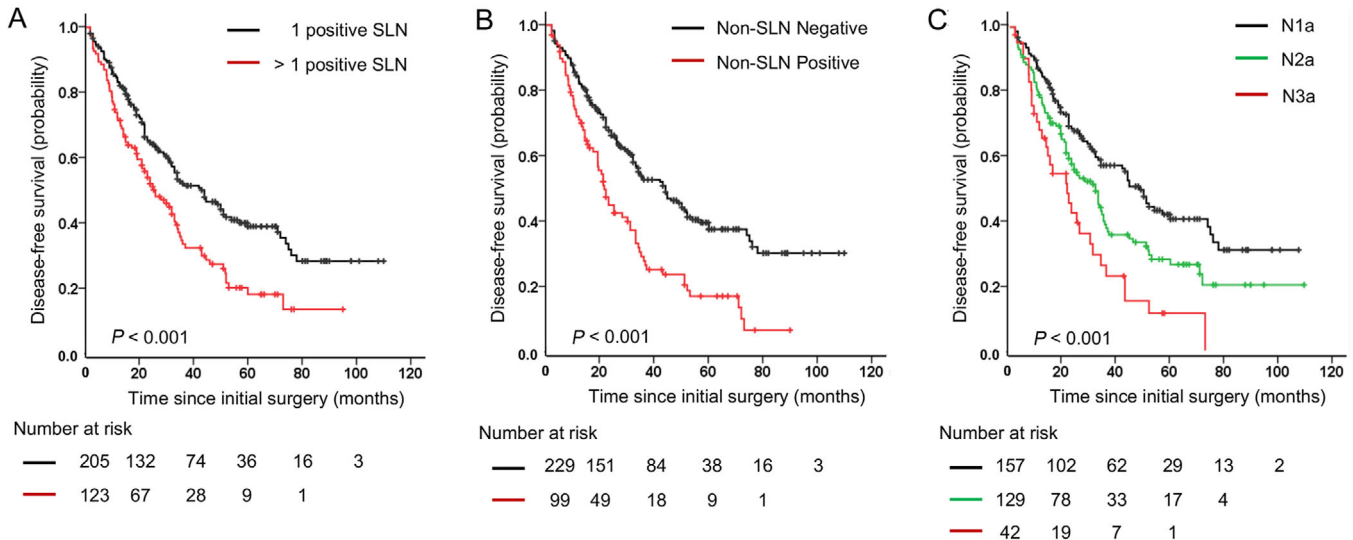 A
1 positive SLN
> 1 positive SLN
Disease-free survival (probability)
1.0
0.8
0.6
0.4
0.2
0.0
P < 0.001
0 20 40 60 80 100 120
Time since initial surgery (months)
Number at risk
205 132 74 36 16 3
123 67 28 9 1
B
Non-SLN Negative
Non-SLN Positive
Disease-free survival (probability)
1.0
0.8
0.6
0.4
0.2
0.0
P < 0.001
0 20 40 60 80 100 120
Time since initial surgery (months)
Number at risk
229 151 84 38 16 3
99 49 18 9 1
C
N1a
N2a
N3a
Disease-free survival (probability)
1.0
0.8
0.6
0.4
0.2
0.0
P < 0.001
0 20 40 60 80 100 120
Time since initial surgery (months)
Number at risk
157 102 62 29 13 2
129 78 33 17 4
42 19 7 1